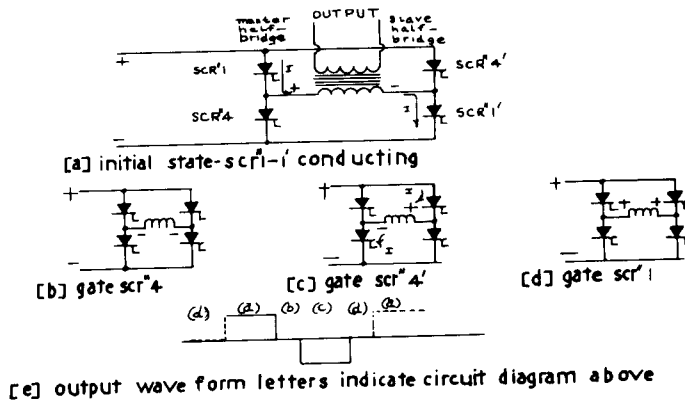 OUTPUT
master half-bridge
slave half-bridge
+
SCR"1
I
+
-
SCR"4'
SCR"4
I
SCR"1'
-
[a] initial state-scr"1-1' conducting
+
-
-
-
[b] gate scr"4
+
I
+
-
I
-
[c] gate scr"4'
+
+
+
-
[d] gate scr"1
(d) (a) (b) (c) (d) (a)
[e] output wave form letters indicate circuit diagram above